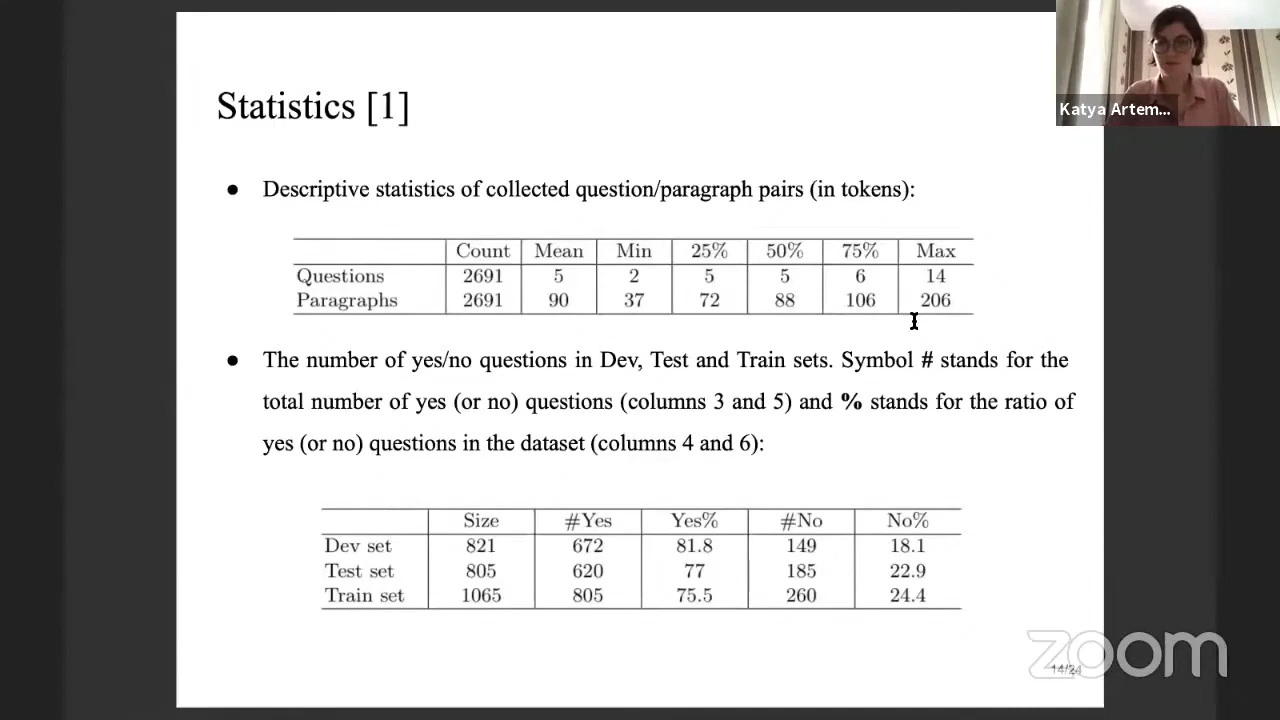 Katya Artem...
Statistics [1]
● Descriptive statistics of collected question/paragraph pairs (in tokens):
Count Mean Min 25% 50% 75% Max
Questions 2691 5 2 5 5 6 14
Paragraphs 2691 90 37 72 88 106 206
● The number of yes/no questions in Dev, Test and Train sets. Symbol # stands for the
total number of yes (or no) questions (columns 3 and 5) and % stands for the ratio of
yes (or no) questions in the dataset (columns 4 and 6):
Size #Yes Yes% #No No%
Dev set 821 672 81.8 149 18.1
Test set 805 620 77 185 22.9
Train set 1065 805 75.5 260 24.4
zoom
14/24